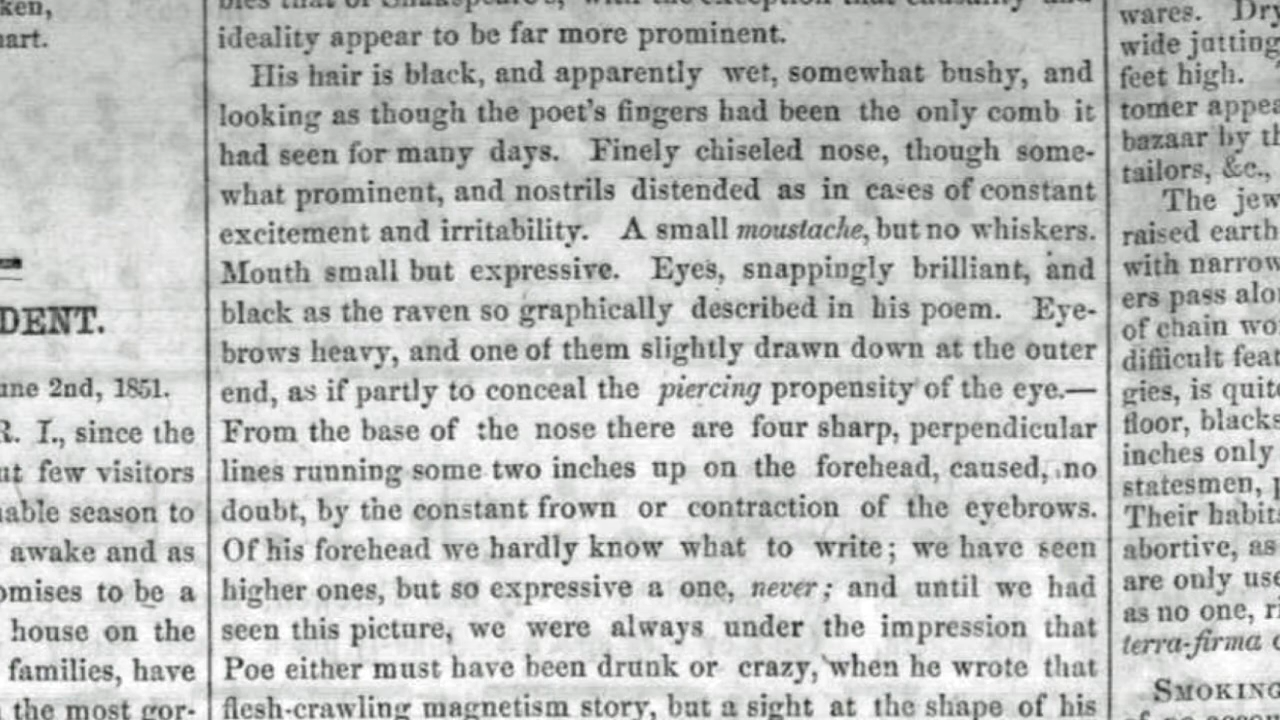 ken,
nart.
DENT.
une 2nd, 1851.
R. I., since the
at few visitors
nable season to
awake and as
omises to be a
house on the
families, have
the most gor-
ideality appear to be far more prominent.
His hair is black, and apparently wet, somewhat bushy, and
looking as though the poet's fingers had been the only comb it
had seen for many days. Finely chiseled nose, though some-
what prominent, and nostrils distended as in cases of constant
excitement and irritability. A small moustache, but no whiskers.
Mouth small but expressive. Eyes, snappingly brilliant, and
black as the raven so graphically described in his poem. Eye-
brows heavy, and one of them slightly drawn down at the outer
end, as if partly to conceal the piercing propensity of the eye.—
From the base of the nose there are four sharp, perpendicular
lines running some two inches up on the forehead, caused, no
doubt, by the constant frown or contraction of the eyebrows.
Of his forehead we hardly know what to write; we have seen
higher ones, but so expressive a one, never; and until we had
seen this picture, we were always under the impression that
Poe either must have been drunk or crazy, when he wrote that
flesh-crawling magnetism story, but a sight at the shape of his
wares. Dry
wide jutting
feet high.
tomer appea
bazaar by th
tailors, &c.,
The jew
raised earth
with narrow
ers pass alon
of chain wo
difficult feat
gies, is quite
floor, blacks
inches only
statesmen, p
Their habits
abortive, as
are only use
as no one, ri
terra-firma
SMOKING